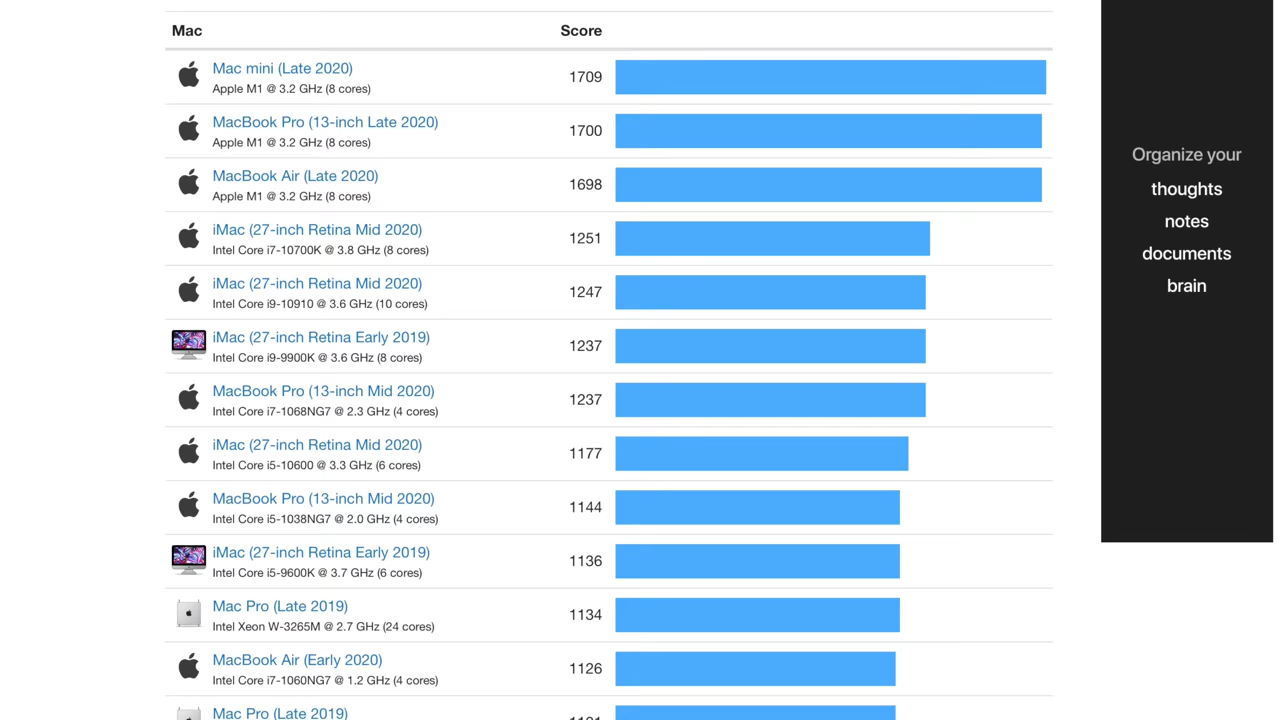 Mac Score
Mac mini (Late 2020)
Apple M1 @ 3.2 GHz (8 cores)
1709
MacBook Pro (13-inch Late 2020)
Apple M1 @ 3.2 GHz (8 cores)
1700
MacBook Air (Late 2020)
Apple M1 @ 3.2 GHz (8 cores)
1698
iMac (27-inch Retina Mid 2020)
Intel Core i7-10700K @ 3.8 GHz (8 cores)
1251
iMac (27-inch Retina Mid 2020)
Intel Core i9-10910 @ 3.6 GHz (10 cores)
1247
iMac (27-inch Retina Early 2019)
Intel Core i9-9900K @ 3.6 GHz (8 cores)
1237
MacBook Pro (13-inch Mid 2020)
Intel Core i7-1068NG7 @ 2.3 GHz (4 cores)
1237
iMac (27-inch Retina Mid 2020)
Intel Core i5-10600 @ 3.3 GHz (6 cores)
1177
MacBook Pro (13-inch Mid 2020)
Intel Core i5-1038NG7 @ 2.0 GHz (4 cores)
1144
iMac (27-inch Retina Early 2019)
Intel Core i5-9600K @ 3.7 GHz (6 cores)
1136
Mac Pro (Late 2019)
Intel Xeon W-3265M @ 2.7 GHz (24 cores)
1134
MacBook Air (Early 2020)
Intel Core i7-1060NG7 @ 1.2 GHz (4 cores)
1126
Mac Pro (Late 2019)
Organize your
thoughts
notes
documents
brain